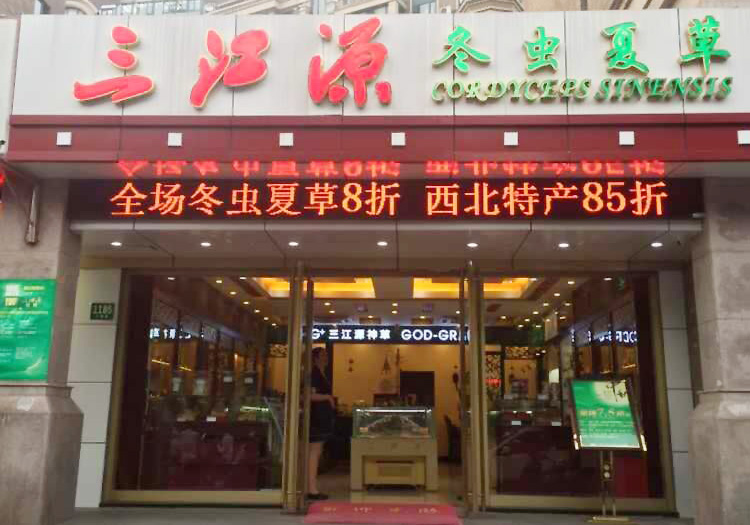 三江源 冬虫夏草
CORDYCEPS SINENSIS
全场冬虫夏草8折 西北特产85折
1186
G+三江源神草 GOD-GRA